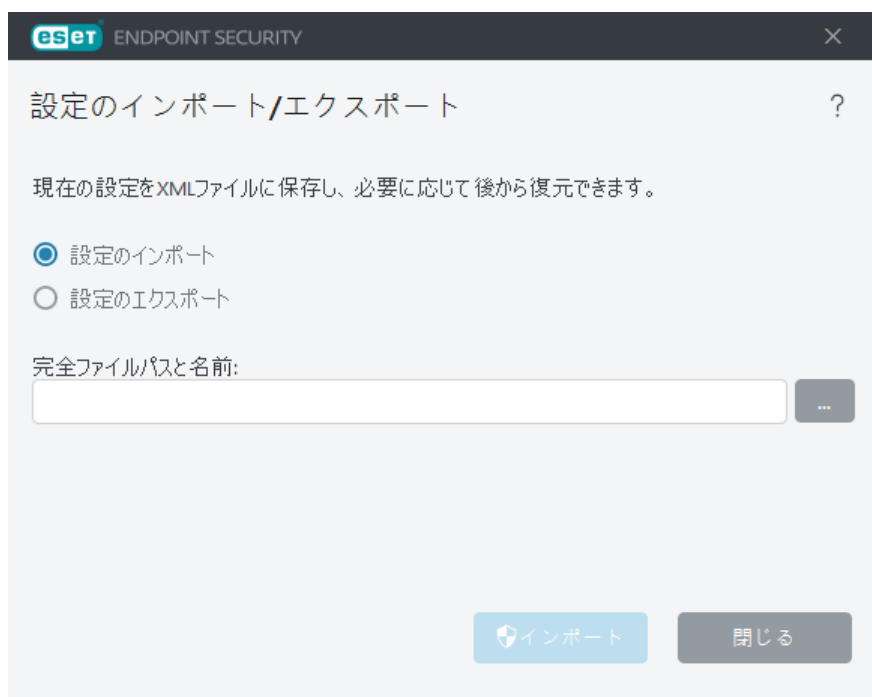 eset ENDPOINT SECURITY
設定のインポート/エクスポート
?
現在の設定をXMLファイルに保存し、必要に応じて後から復元できます。
設定のインポート
設定のエクスポート
完全ファイルパスと名前:
...
インポート 閉じる